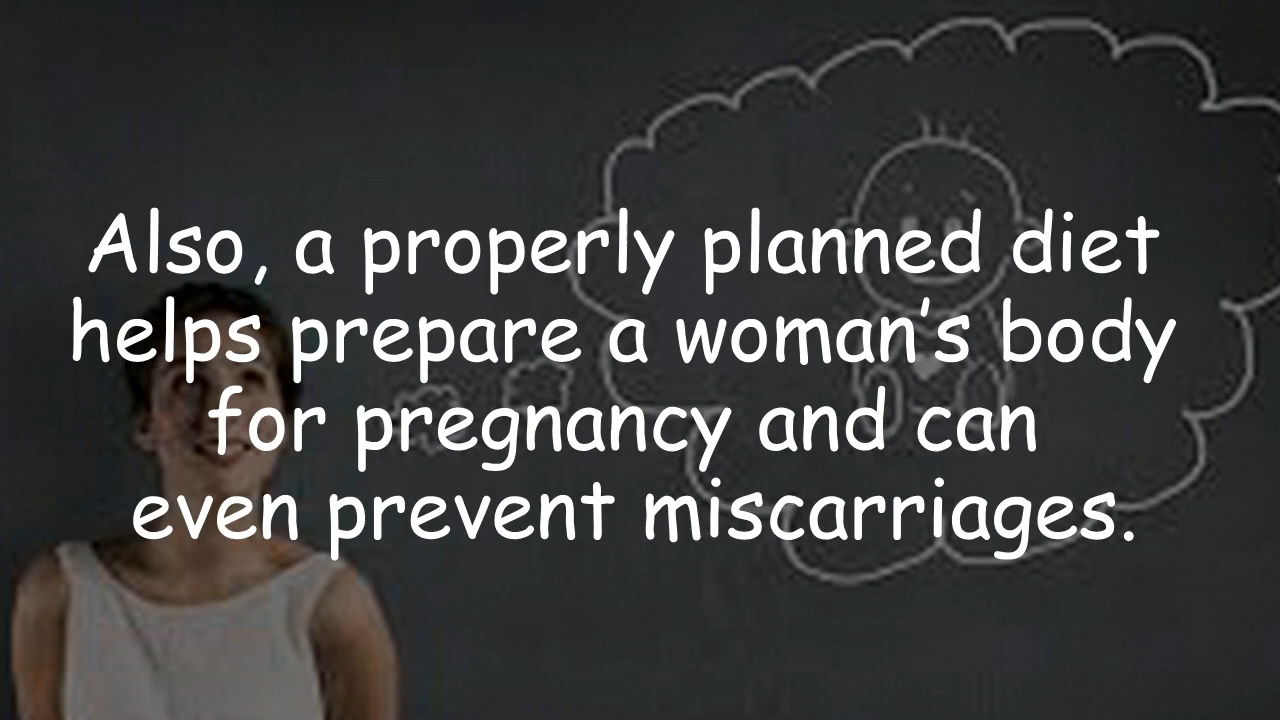 Also, a properly planned diet
helps prepare a woman’s body
for pregnancy and can
even prevent miscarriages.